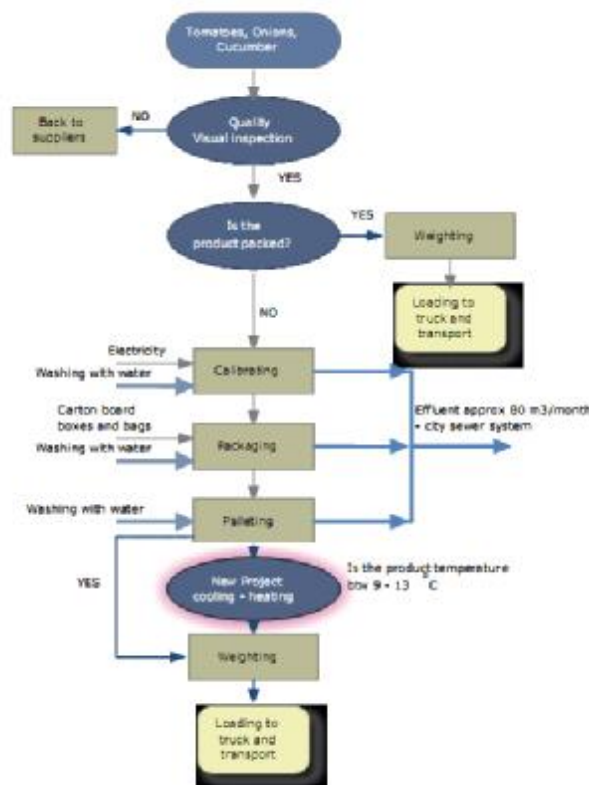 Tomatoes, Onions,
Cucumber
Quality
Visual inspection
NO
Back to
suppliers
YES
Is the
product packed?
YES
Weighting
Loading to
truck and
transport
NO
Electricity
Washing with water
Calibrating
Effluent approx 80 m3/month
- city sewer system
Carton board
boxes and bags
Washing with water
Packaging
Washing with water
Palleting
YES
New Project
cooling - heating
Is the product temperature
btw 9 - 13 °C
Weighting
Loading to
truck and
transport